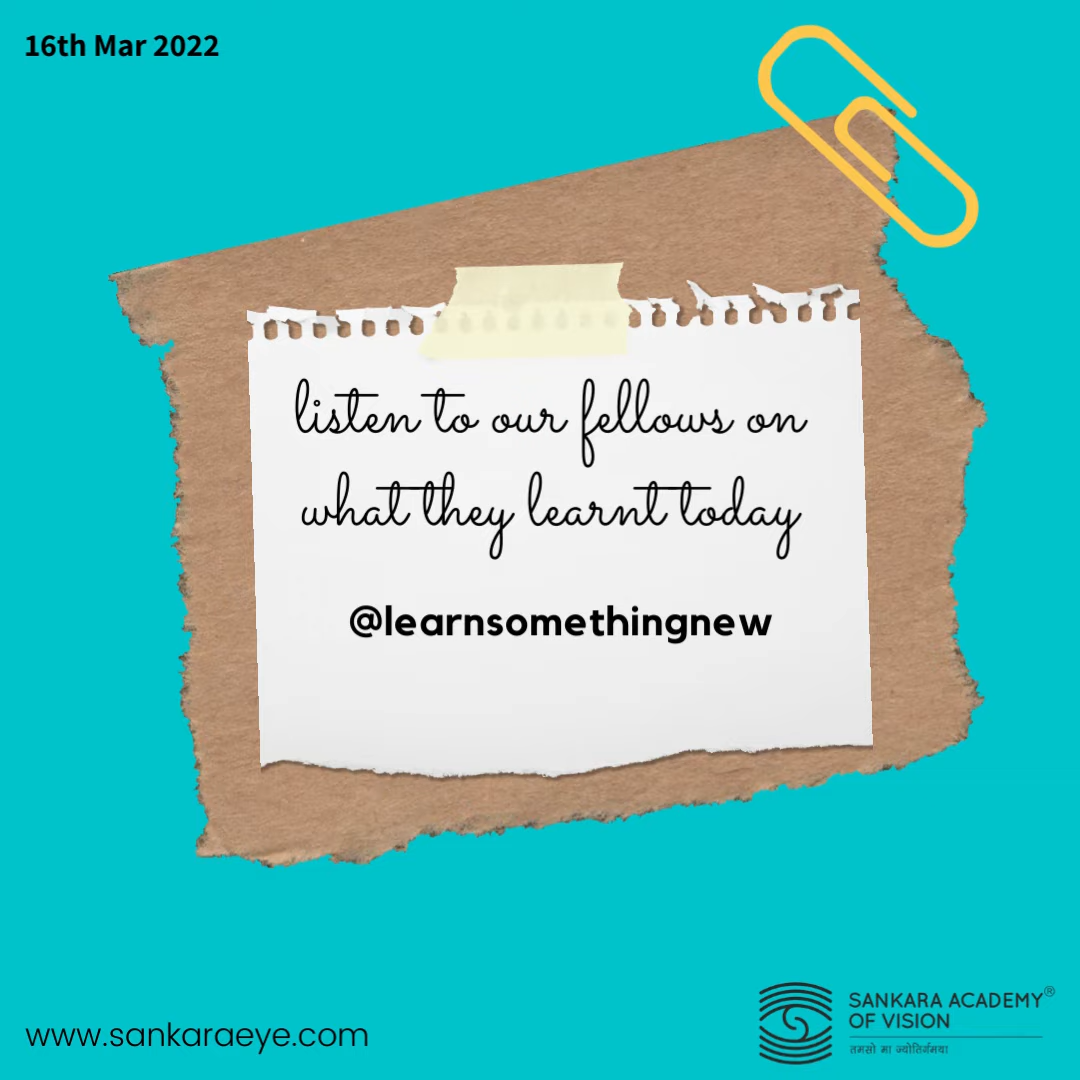 16th Mar 2022
listen to our fellows on
what they learnt today
@learnsomethingnew
www.sankaraeye.com
SANKARA ACADEMY®
OF VISION
तमसो मा ज्योतिर्गमया